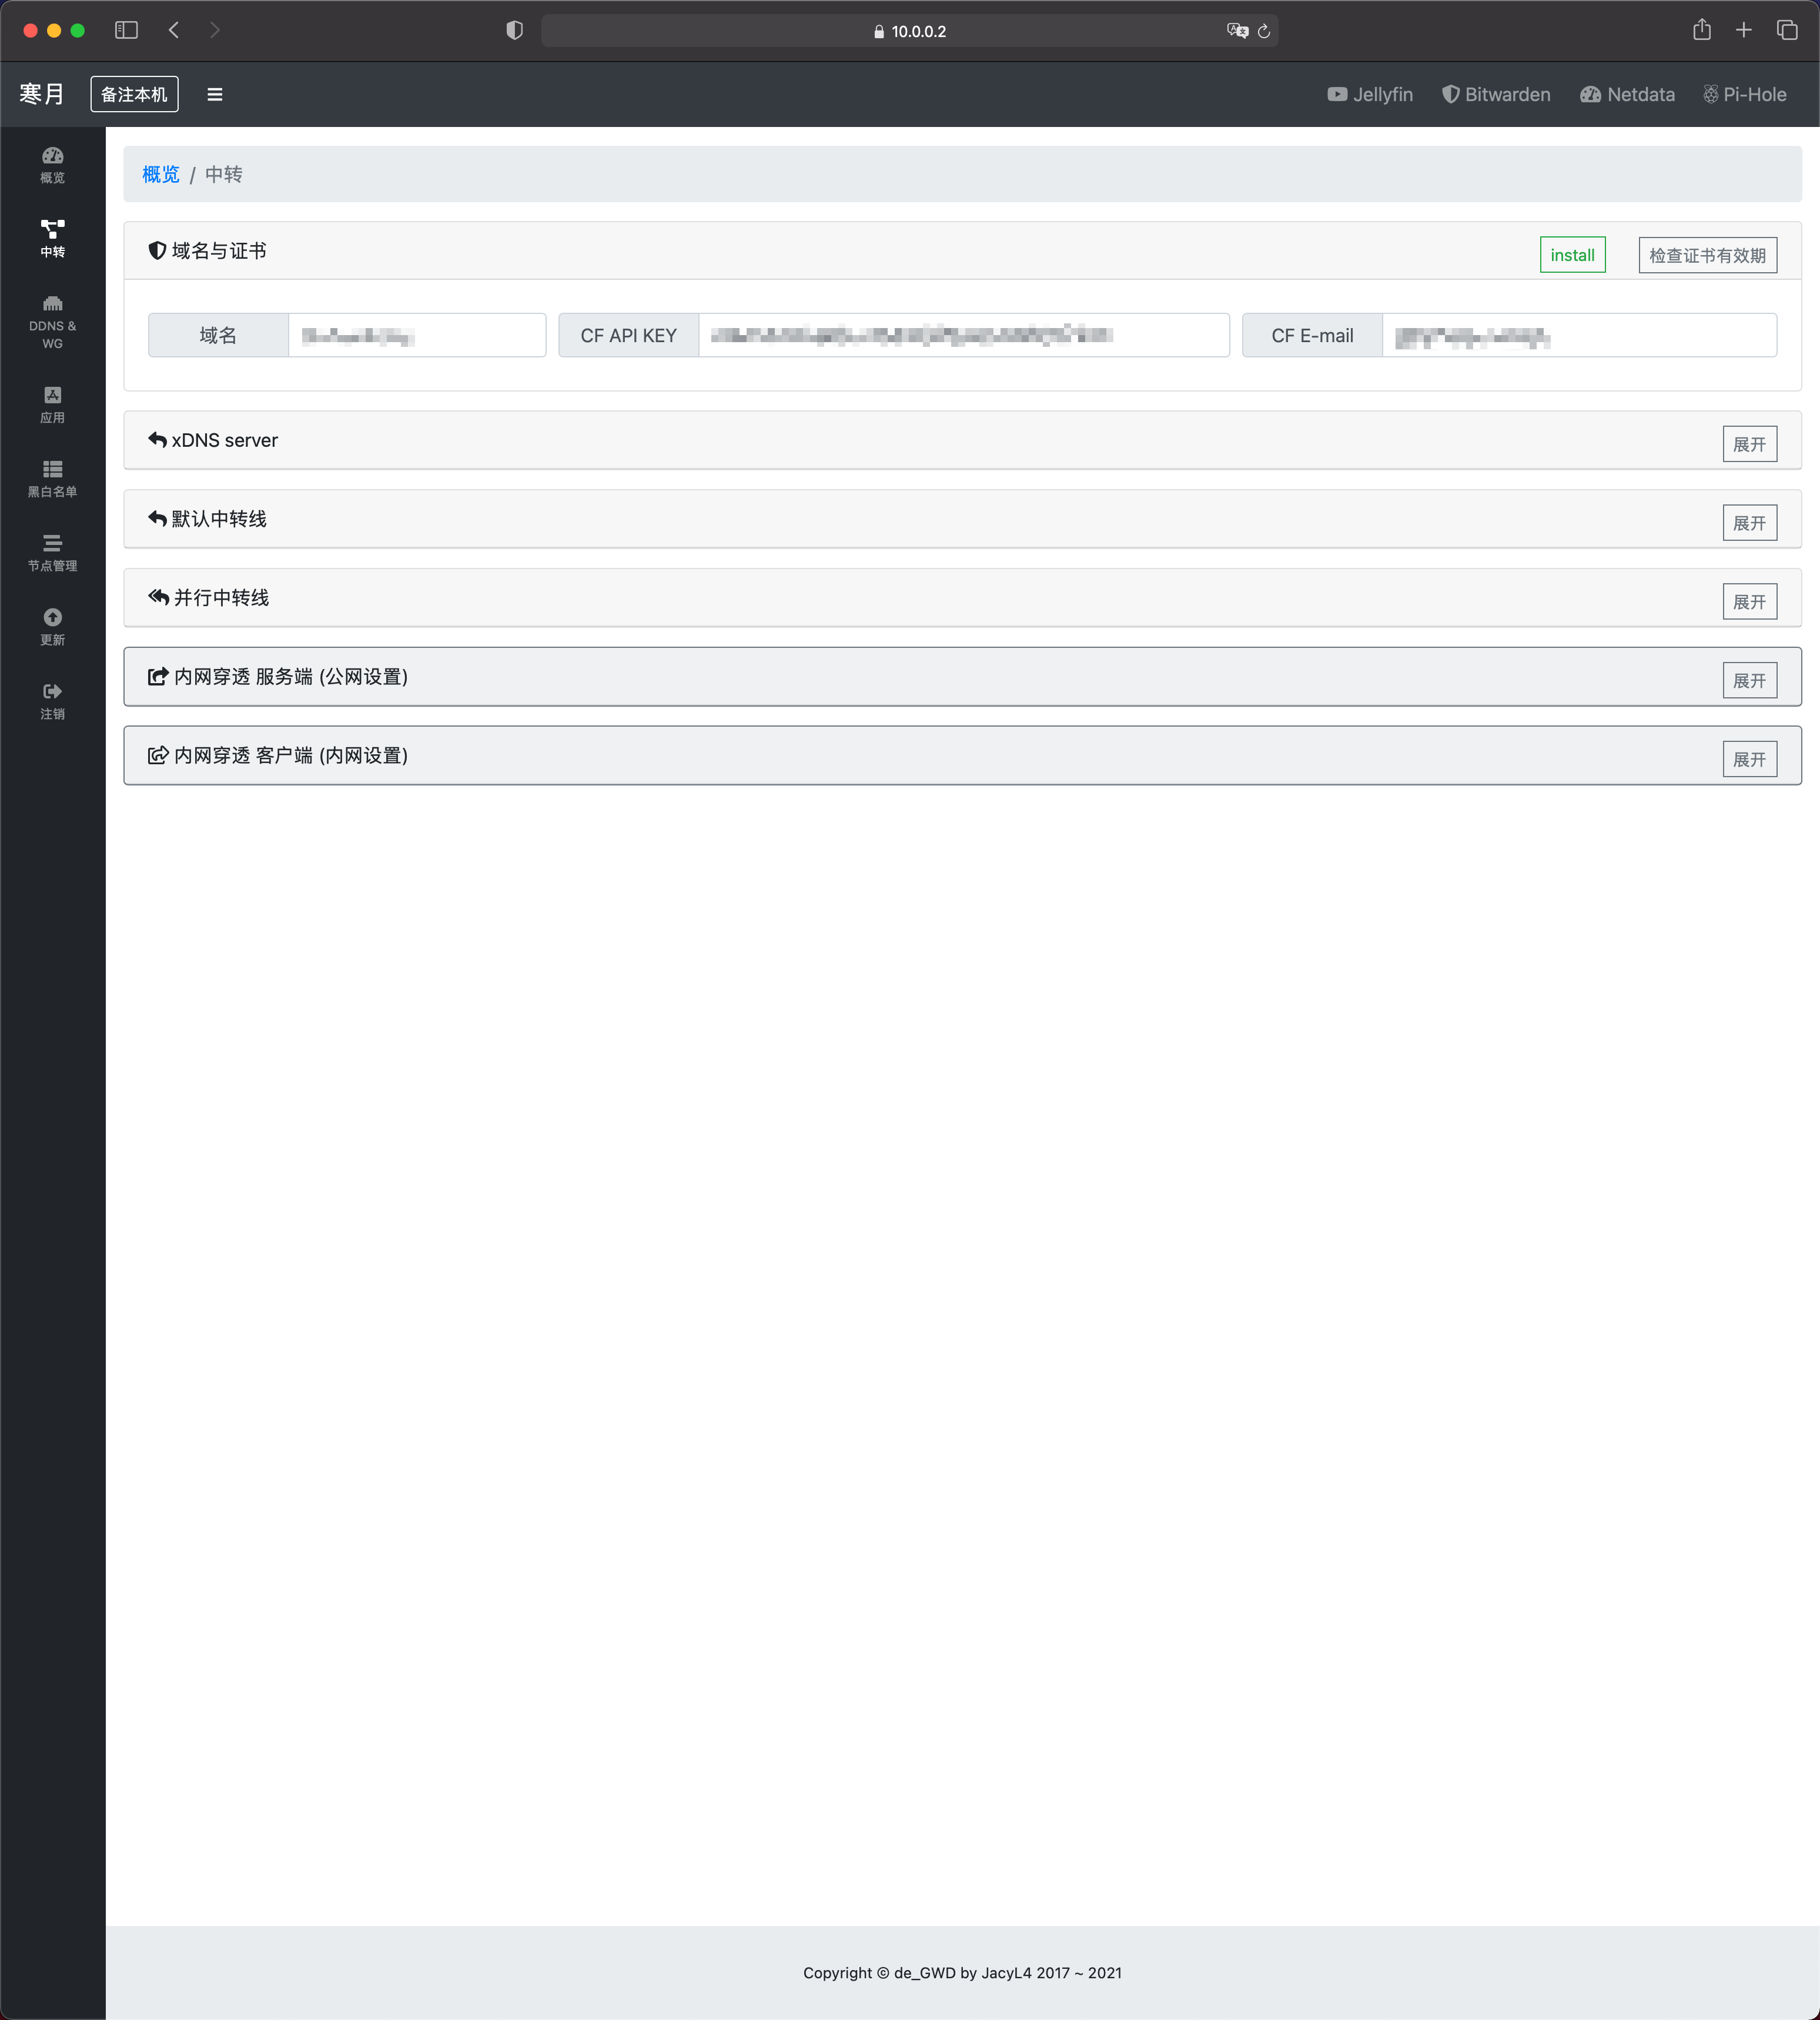 10.0.0.2
寒月 备注本机 Jellyfin Bitwarden Netdata Pi-Hole
概览
中转
DDNS &
WG
应用
黑白名单
节点管理
更新
注销
概览 / 中转
域名与证书 install 检查证书有效期
域名 CF API KEY CF E-mail
xDNS server 展开
默认中转线 展开
并行中转线 展开
内网穿透 服务端 (公网设置) 展开
内网穿透 客户端 (内网设置) 展开
Copyright © de_GWD by JacyL4 2017 ~ 2021